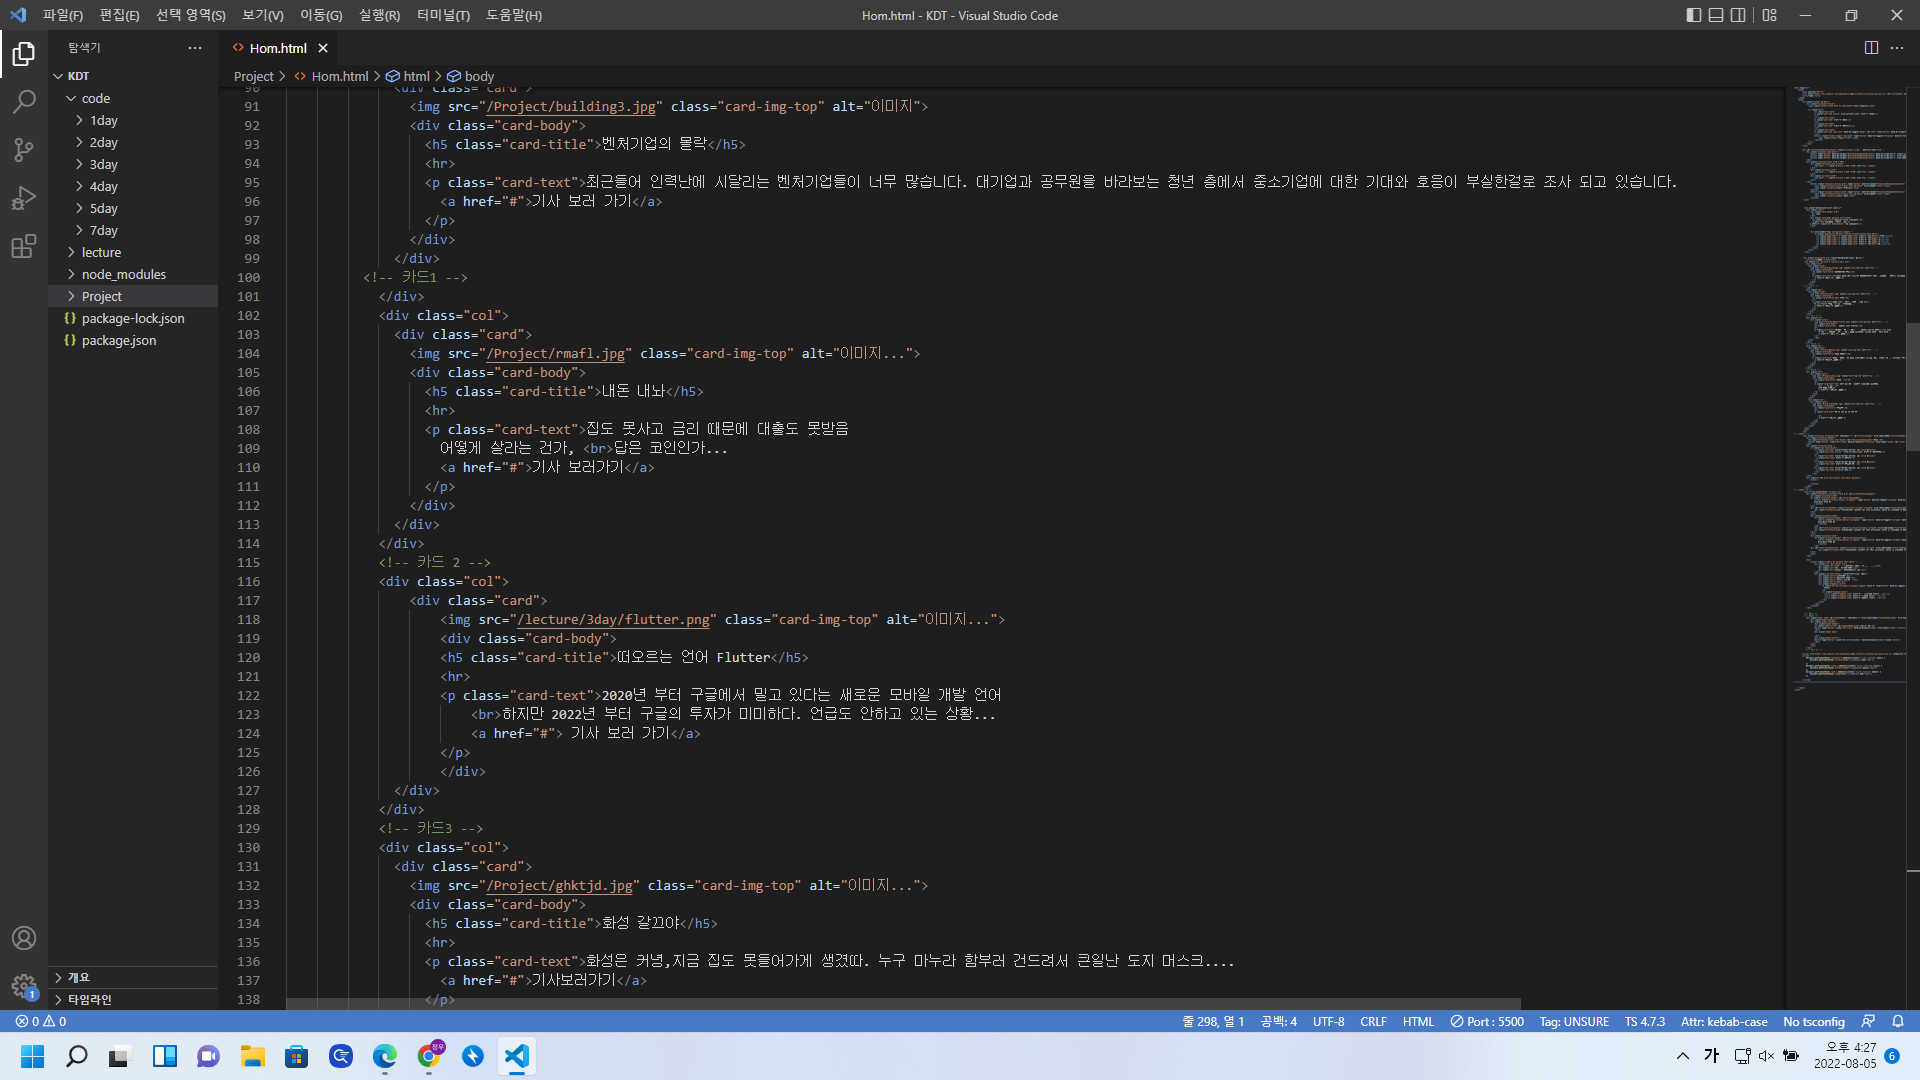 파일(F) 편집(E) 선택 영역(S) 보기(V) 이동(G) 실행(R) 터미널(T) 도움말(H)
Hom.html - KDT - Visual Studio Code
탐색기
Hom.html
KDT
code
1day
2day
3day
4day
5day
7day
lecture
node_modules
Project
package-lock.json
package.json
개요
타임라인
Project > Hom.html > html > body
90 <div class="card">
91 <img src="/Project/building3.jpg" class="card-img-top" alt="이미지">
92 <div class="card-body">
93 <h5 class="card-title">벤처기업의 몰락</h5>
94 <hr>
95 <p class="card-text">최근들어 인력난에 시달리는 벤처기업들이 너무 많습니다. 대기업과 공무원을 바라보는 청년 층에서 중소기업에 대한 기대와 호응이 부실한걸로 조사 되고 있습니다.
96 <a href="#">기사 보러 가기</a>
97 </p>
98 </div>
99 </div>
100 <!-- 카드1 -->
101 </div>
102 <div class="col">
103 <div class="card">
104 <img src="/Project/rmafl.jpg" class="card-img-top" alt="이미지...">
105 <div class="card-body">
106 <h5 class="card-title">내돈 내놔</h5>
107 <hr>
108 <p class="card-text">집도 못사고 금리 때문에 대출도 못받음
109 어떻게 살라는 건가, <br>답은 코인인가...
110 <a href="#">기사 보러가기</a>
111 </p>
112 </div>
113 </div>
114 </div>
115 <!-- 카드 2 -->
116 <div class="col">
117 <div class="card">
118 <img src="/lecture/3day/flutter.png" class="card-img-top" alt="이미지...">
119 <div class="card-body">
120 <h5 class="card-title">떠오르는 언어 Flutter</h5>
121 <hr>
122 <p class="card-text">2020년 부터 구글에서 밀고 있다는 새로운 모바일 개발 언어
123 <br>하지만 2022년 부터 구글의 투자가 미미하다. 언급도 안하고 있는 상황...
124 <a href="#"> 기사 보러 가기</a>
125 </p>
126 </div>
127 </div>
128 </div>
129 <!-- 카드3 -->
130 <div class="col">
131 <div class="card">
132 <img src="/Project/ghktjd.jpg" class="card-img-top" alt="이미지...">
133 <div class="card-body">
134 <h5 class="card-title">화성 갈끄야</h5>
135 <hr>
136 <p class="card-text">화성은 커녕,지금 집도 못들어가게 생겼따. 누구 마누라 함부러 건드려서 큰일난 도지 머스크....
137 <a href="#">기사보러가기</a>
138 </p>
1
0 0
줄 298, 열 1 공백: 4 UTF-8 CRLF HTML Port : 5500 Tag: UNSURE TS 4.7.3 Attr: kebab-case No tsconfig
가
오후 4:27
2022-08-05
6